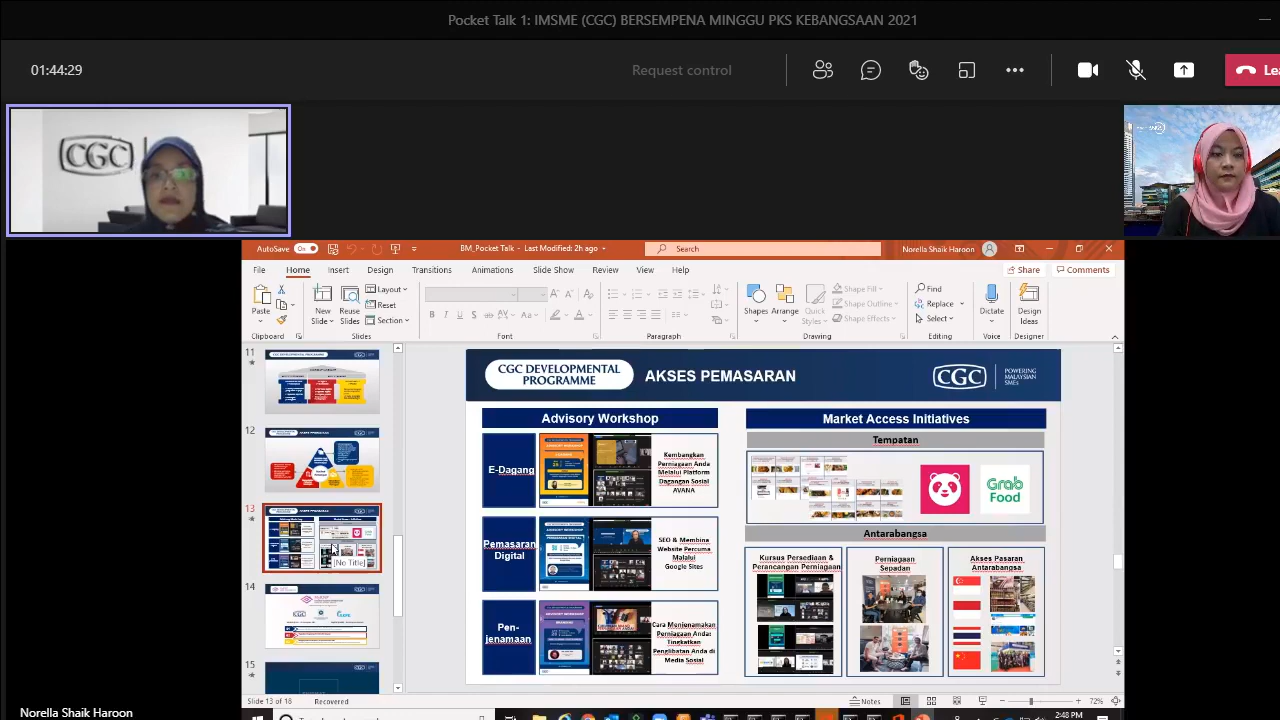 Pocket Talk 1: IMSME (CGC) BERSEMPENA MINGGU PKS KEBANGSAAN 2021
01:44:29
Request control
Lea
CGC
AutoSave On
BM_Pocket Talk - Last Modified: 2h ago
Search
Norella Shaik Haroon
File Home Insert Design Transitions Animations Slide Show Review View Help
Share Comments
Paste
New Slide
Reuse Slides
Layout
Reset
Section
Shapes
Arrange
Quick Styles
Shape Fill
Shape Outline
Shape Effects
Find
Replace
Select
Dictate
Design Ideas
Clipboard Slides Font Paragraph Drawing Editing Voice Designer
11
12
13
[No Title]
14
15
CGC DEVELOPMENTAL PROGRAMME
AKSES PEMASARAN
CGC
POWERING MALAYSIAN SMEs
Advisory Workshop
Market Access Initiatives
E-Dagang
Kembangkan
Perniagaan Anda
Melalui Platform
Dagangan Sosial
AVANA
Pemasaran
Digital
SEO & Membina
Website Percuma
Melalui
Google Sites
Pen-
jenamaan
Cara Menjenamakan
Perniagaan Anda:
Tingkatkan
Penglibatan Anda di
Media Sosial
Tempatan
Grab
Food
Antarabangsa
Kursus Persediaan &
Perancangan Perniagaan
Perniagaan
Sepadan
Akses Pasaran
Antarabangsa
Slide 13 of 18 Recovered
Notes
72%
2:48 PM
Norella Shaik Haroon